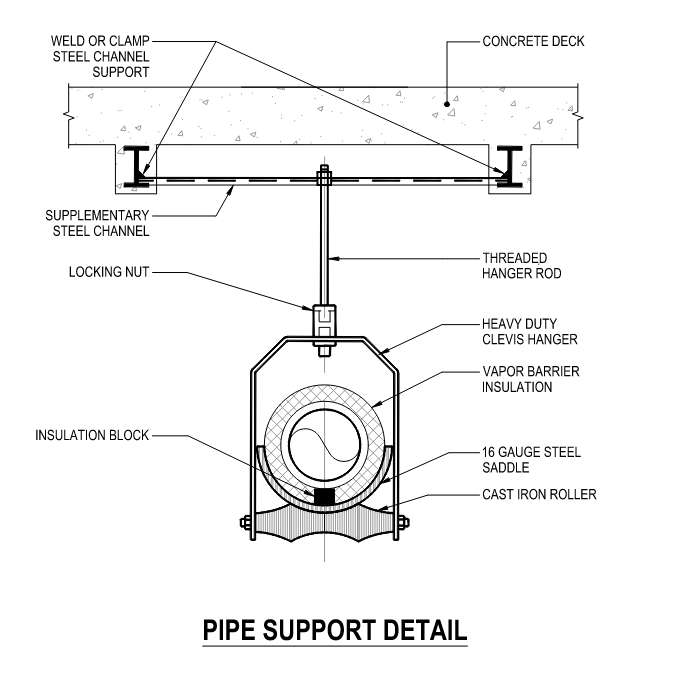 WELD OR CLAMP
STEEL CHANNEL
SUPPORT
CONCRETE DECK
SUPPLEMENTARY
STEEL CHANNEL
THREADED
HANGER ROD
LOCKING NUT
HEAVY DUTY
CLEVIS HANGER
VAPOR BARRIER
INSULATION
INSULATION BLOCK
16 GAUGE STEEL
SADDLE
CAST IRON ROLLER
PIPE SUPPORT DETAIL